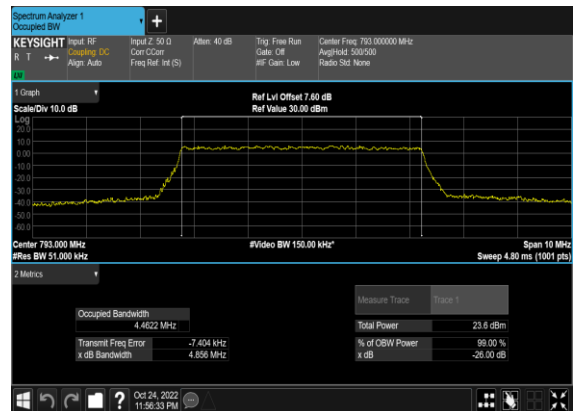 Spectrum Analyzer 1
Occupied BW
KEYSIGHT
R T
LVI
Input: RF
Coupling: DC
Align: Auto
Input Z: 50 Ω
Corr CCorr
Freq Ref: Int (S)
Atten: 40 dB
Trig: Free Run
Gate: Off
#IF Gain: Low
Center Freq: 793.000000 MHz
Avg|Hold: 500/500
Radio Std: None
1 Graph
Scale/Div 10.0 dB
Ref Lvl Offset 7.60 dB
Ref Value 30.00 dBm
Log
20.0
10.0
0.00
-10.0
-20.0
-30.0
-40.0
-50.0
-60.0
Center 793.000 MHz
#Res BW 51.000 kHz
#Video BW 150.00 kHz*
Span 10 MHz
Sweep 4.80 ms (1001 pts)
2 Metrics
Measure Trace Trace 1
Occupied Bandwidth
4.4622 MHz
Total Power 23.6 dBm
Transmit Freq Error -7.404 kHz
% of OBW Power 99.00 %
x dB Bandwidth 4.856 MHz
x dB -26.00 dB
?
Oct 24, 2022
11:56:33 PM